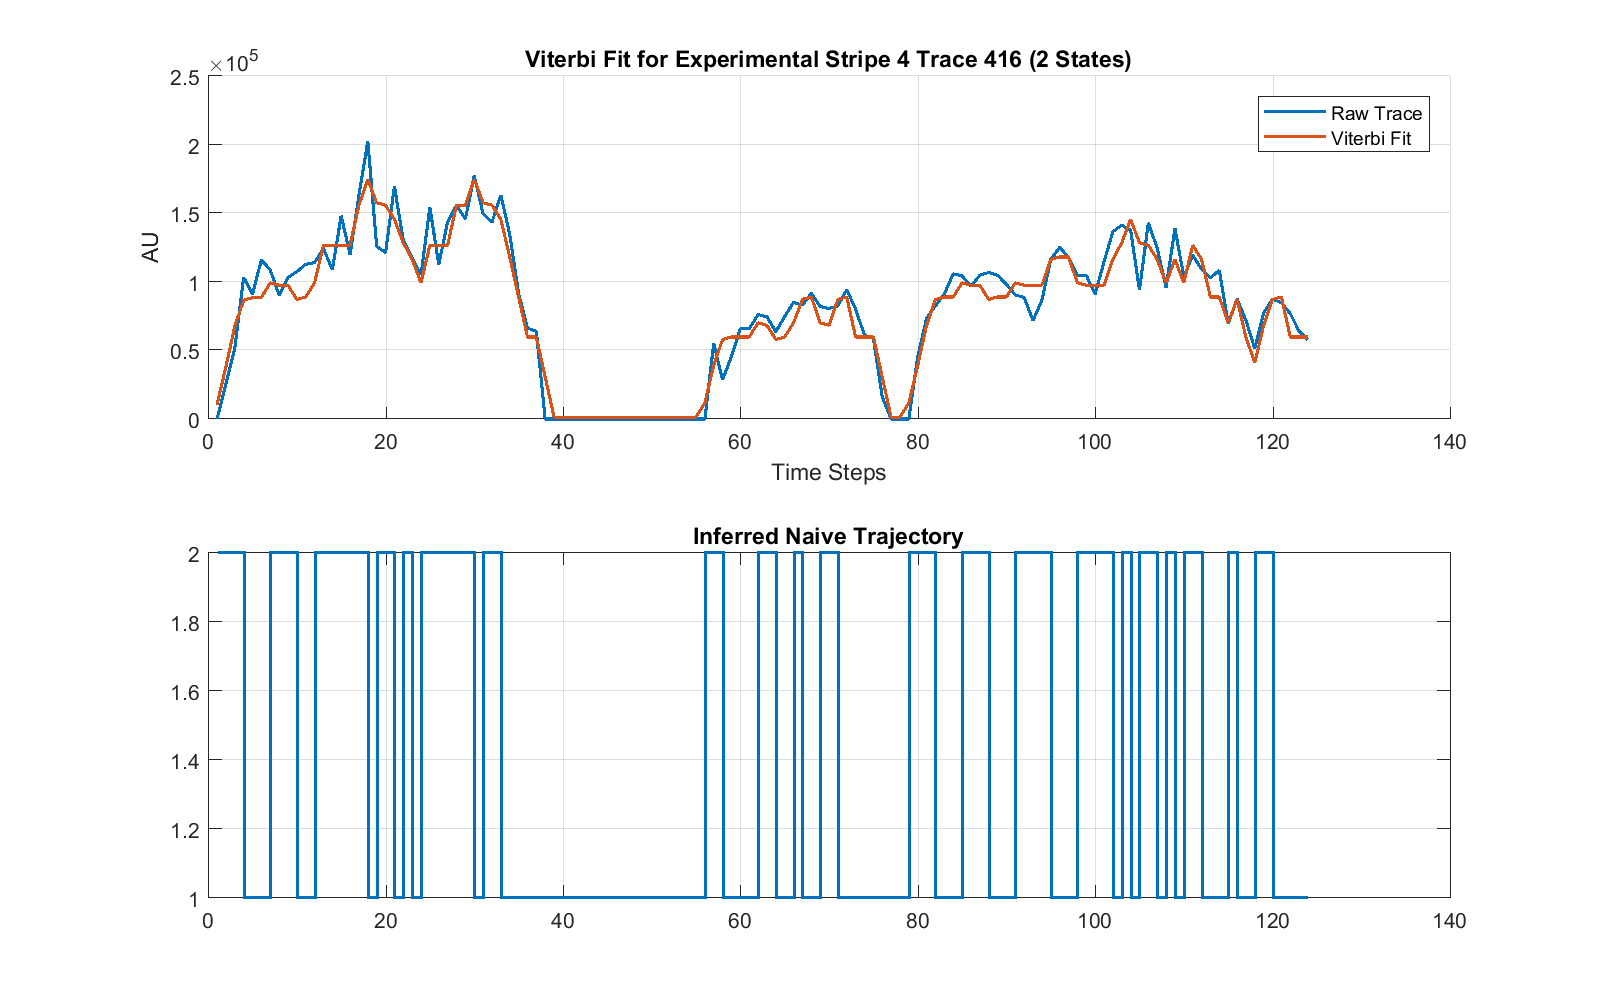 Viterbi Fit for Experimental Stripe 4 Trace 416 (2 States)
×10^5
2.5
2
1.5
1
0.5
0
AU
Raw Trace
Viterbi Fit
0 20 40 60 80 100 120 140
Time Steps
Inferred Naive Trajectory
2
1.8
1.6
1.4
1.2
1
0 20 40 60 80 100 120 140